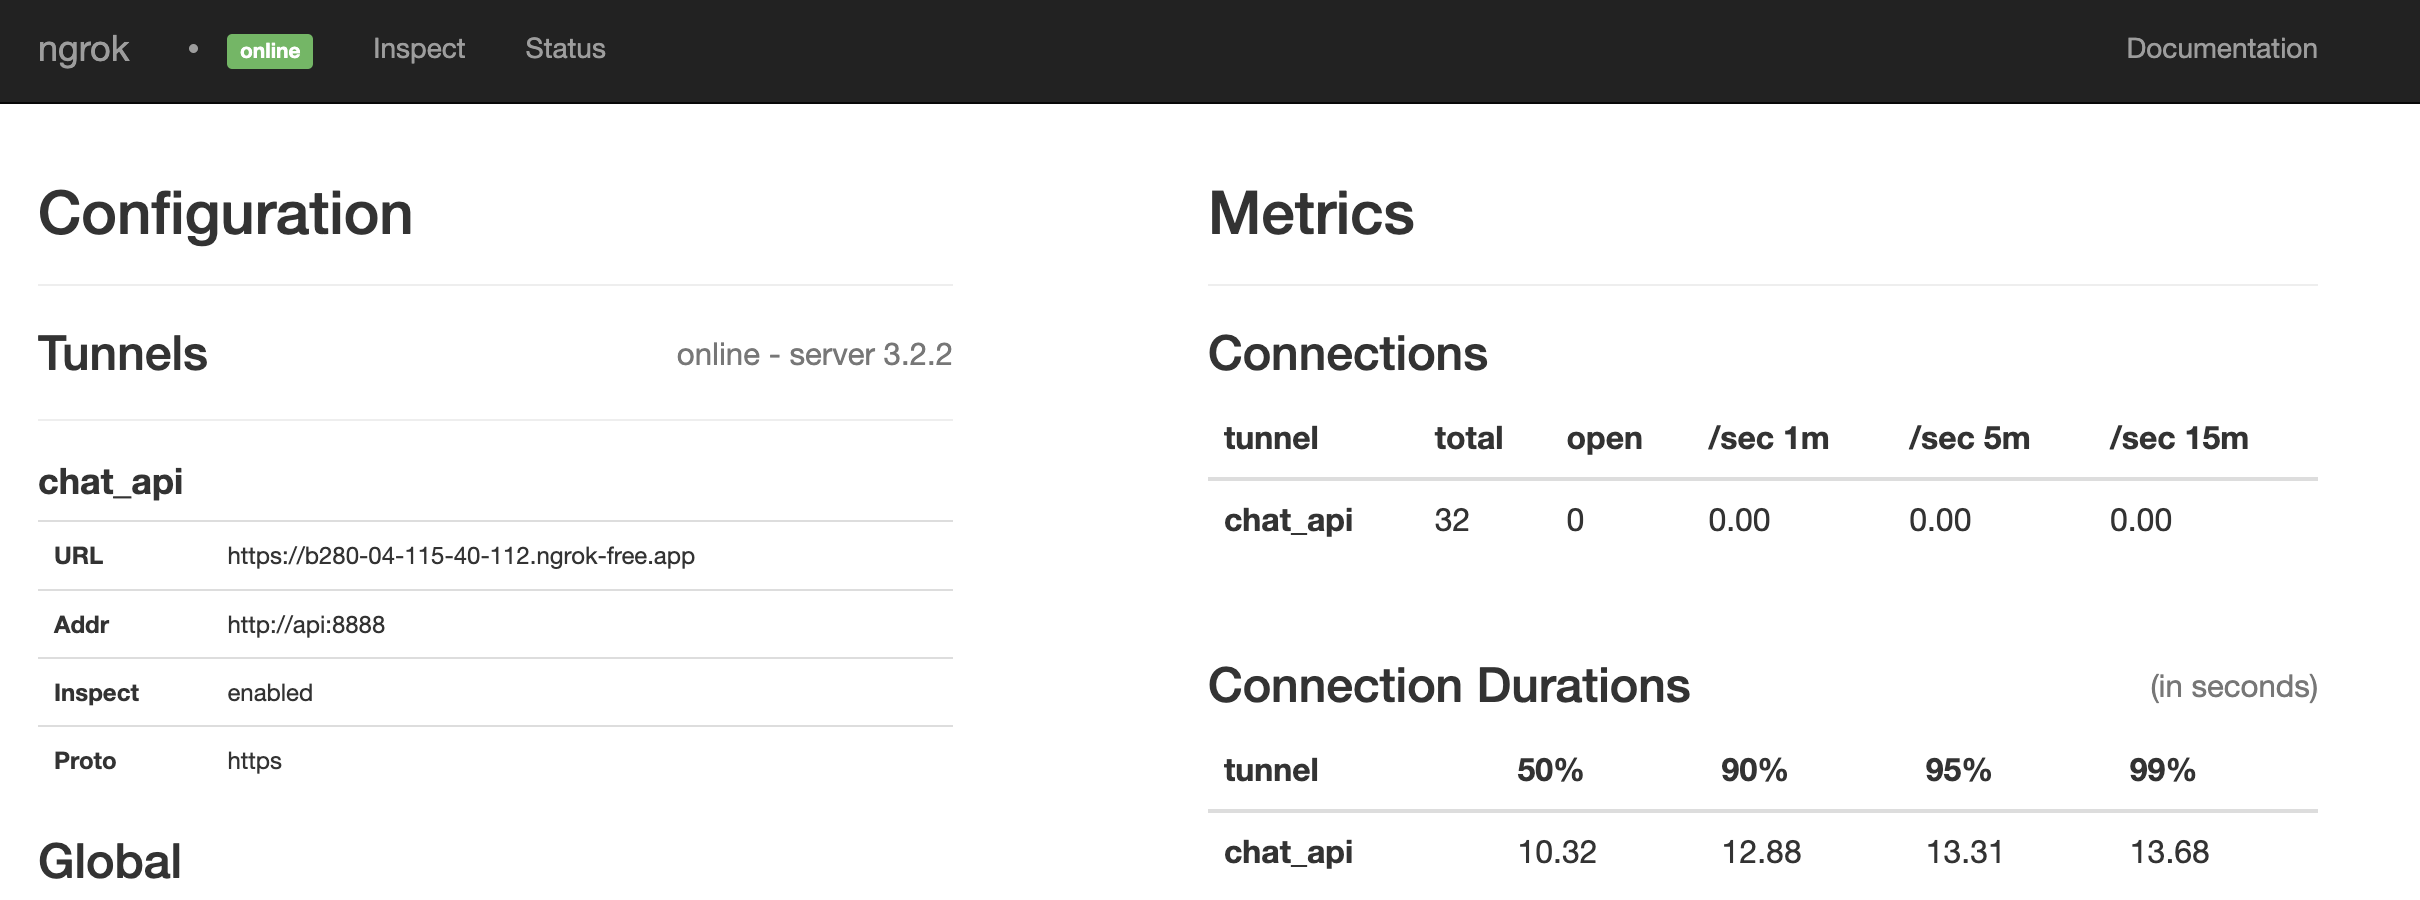 ngrok • online Inspect Status Documentation
Configuration
Tunnels online - server 3.2.2
chat_api
URL https://b280-04-115-40-112.ngrok-free.app
Addr http://api:8888
Inspect enabled
Proto https
Global
Metrics
Connections
tunnel total open /sec 1m /sec 5m /sec 15m
chat_api 32 0 0.00 0.00 0.00
Connection Durations (in seconds)
tunnel 50% 90% 95% 99%
chat_api 10.32 12.88 13.31 13.68